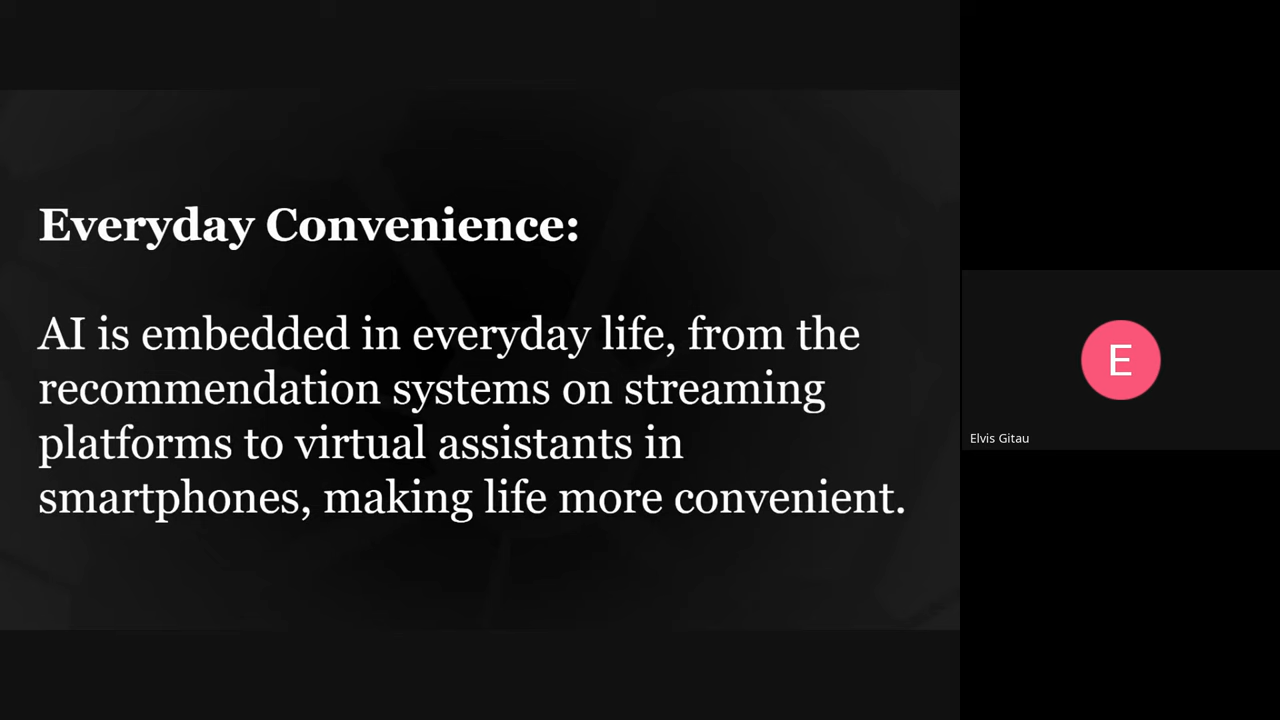 Everyday Convenience:
AI is embedded in everyday life, from the
recommendation systems on streaming
platforms to virtual assistants in
smartphones, making life more convenient.
E
Elvis Gitau